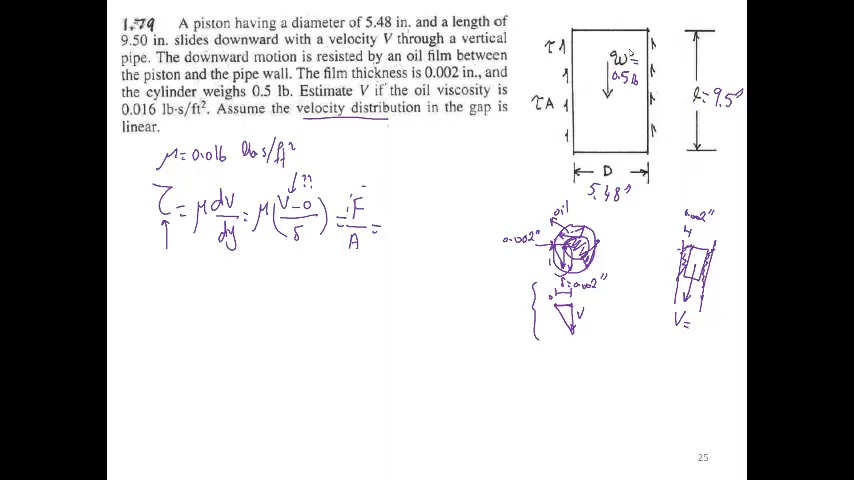 1.79 A piston having a diameter of 5.48 in. and a length of
9.50 in. slides downward with a velocity V through a vertical
pipe. The downward motion is resisted by an oil film between
the piston and the pipe wall. The film thickness is 0.002 in., and
the cylinder weighs 0.5 lb. Estimate V if the oil viscosity is
0.016 lb·s/ft². Assume the velocity distribution in the gap is
linear.
μ=0.016 lb·s/ft²
??
τ = μ dV/dy = μ (V-0/δ) = F/A =
τ
τA
W=
0.5lb
ℓ=9.5"
D
5.48"
oil
0.002"
δ=0.002"
V
0.002"
V=
25